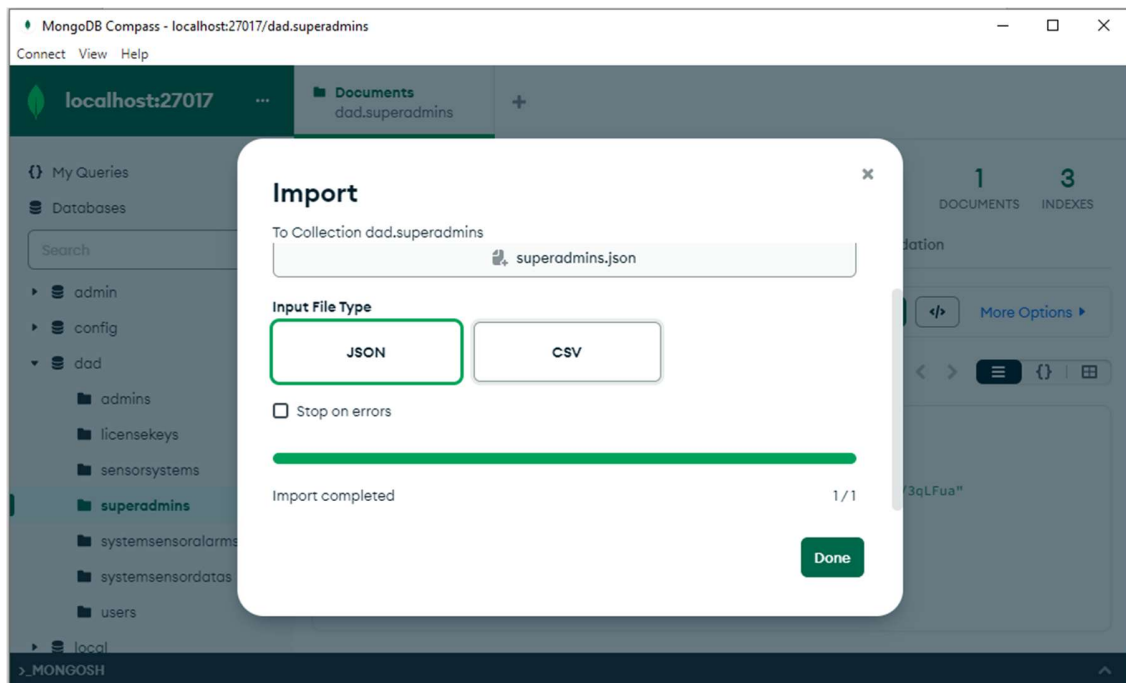 MongoDB Compass - localhost:27017/dad.superadmins
Connect View Help
localhost:27017 ...
Documents
dad.superadmins
+
{} My Queries
Databases
Search
admin
config
dad
admins
licensekeys
sensorsystems
superadmins
systemsensoralarms
systemsensordatas
users
local
>_MONGOSH
1
DOCUMENTS
3
INDEXES
dation
</> More Options
{}
/3qLFua"
Import
To Collection dad.superadmins
superadmins.json
Input File Type
JSON CSV
Stop on errors
Import completed 1/1
Done